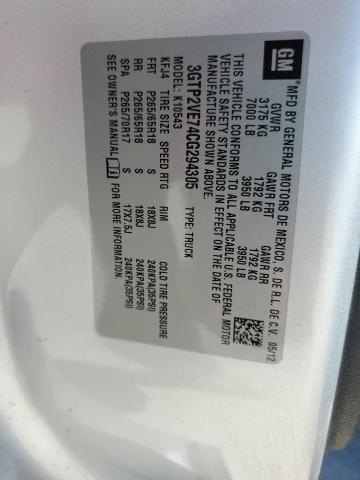 GM
MFD BY GENERAL MOTORS DE MEXICO, S. DE R.L. DE C.V. 05/12
GVWR GAWR FRT GAWR RR
3175 KG 1792 KG 1792 KG
7000 LB 3950 LB 3950 LB
THIS VEHICLE CONFORMS TO ALL APPLICABLE U.S. FEDERAL MOTOR
VEHICLE SAFETY STANDARDS IN EFFECT ON THE DATE OF
MANUFACTURE SHOWN ABOVE.
3GTP2VE74CG294305 TYPE: TRUCK
MODEL: K10543
KFJ4 TIRE SIZE SPEED RTG RIM COLD TIRE PRESSURE
FRT P265/65R18 S 18X8J 240KPA(35PSI)
RR P265/65R18 S 18X8J 240KPA(35PSI)
SPA P265/70R17 S 17X7.5J 240KPA(35PSI)
SEE OWNER'S MANUAL FOR MORE INFORMATION.